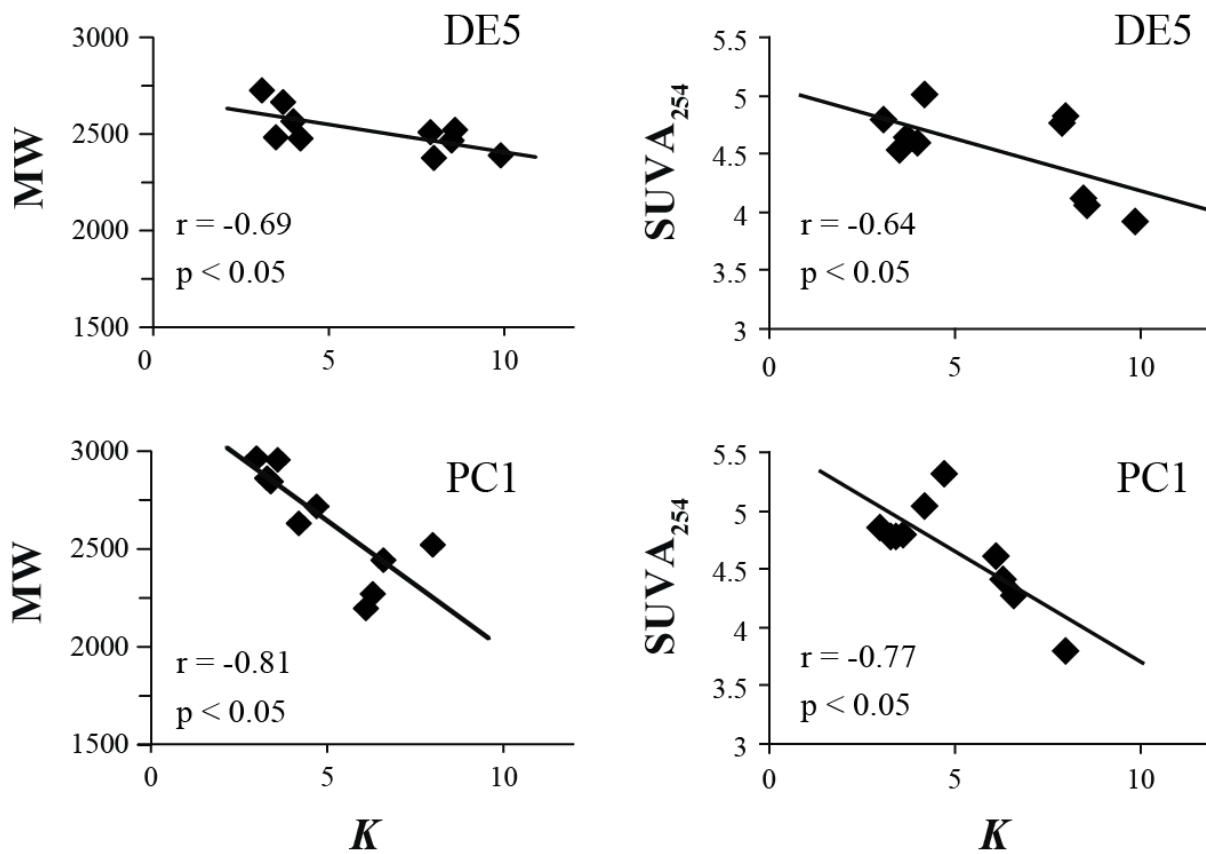 DE5
3000
2500
2000
1500
MW
r = -0.69
p < 0.05
0
5
10
DE5
5.5
5
4.5
4
3.5
3
SUVA254
r = -0.64
p < 0.05
0
5
10
PC1
3000
2500
2000
1500
MW
r = -0.81
p < 0.05
0
5
10
K
PC1
5.5
5
4.5
4
3.5
3
SUVA254
r = -0.77
p < 0.05
0
5
10
K